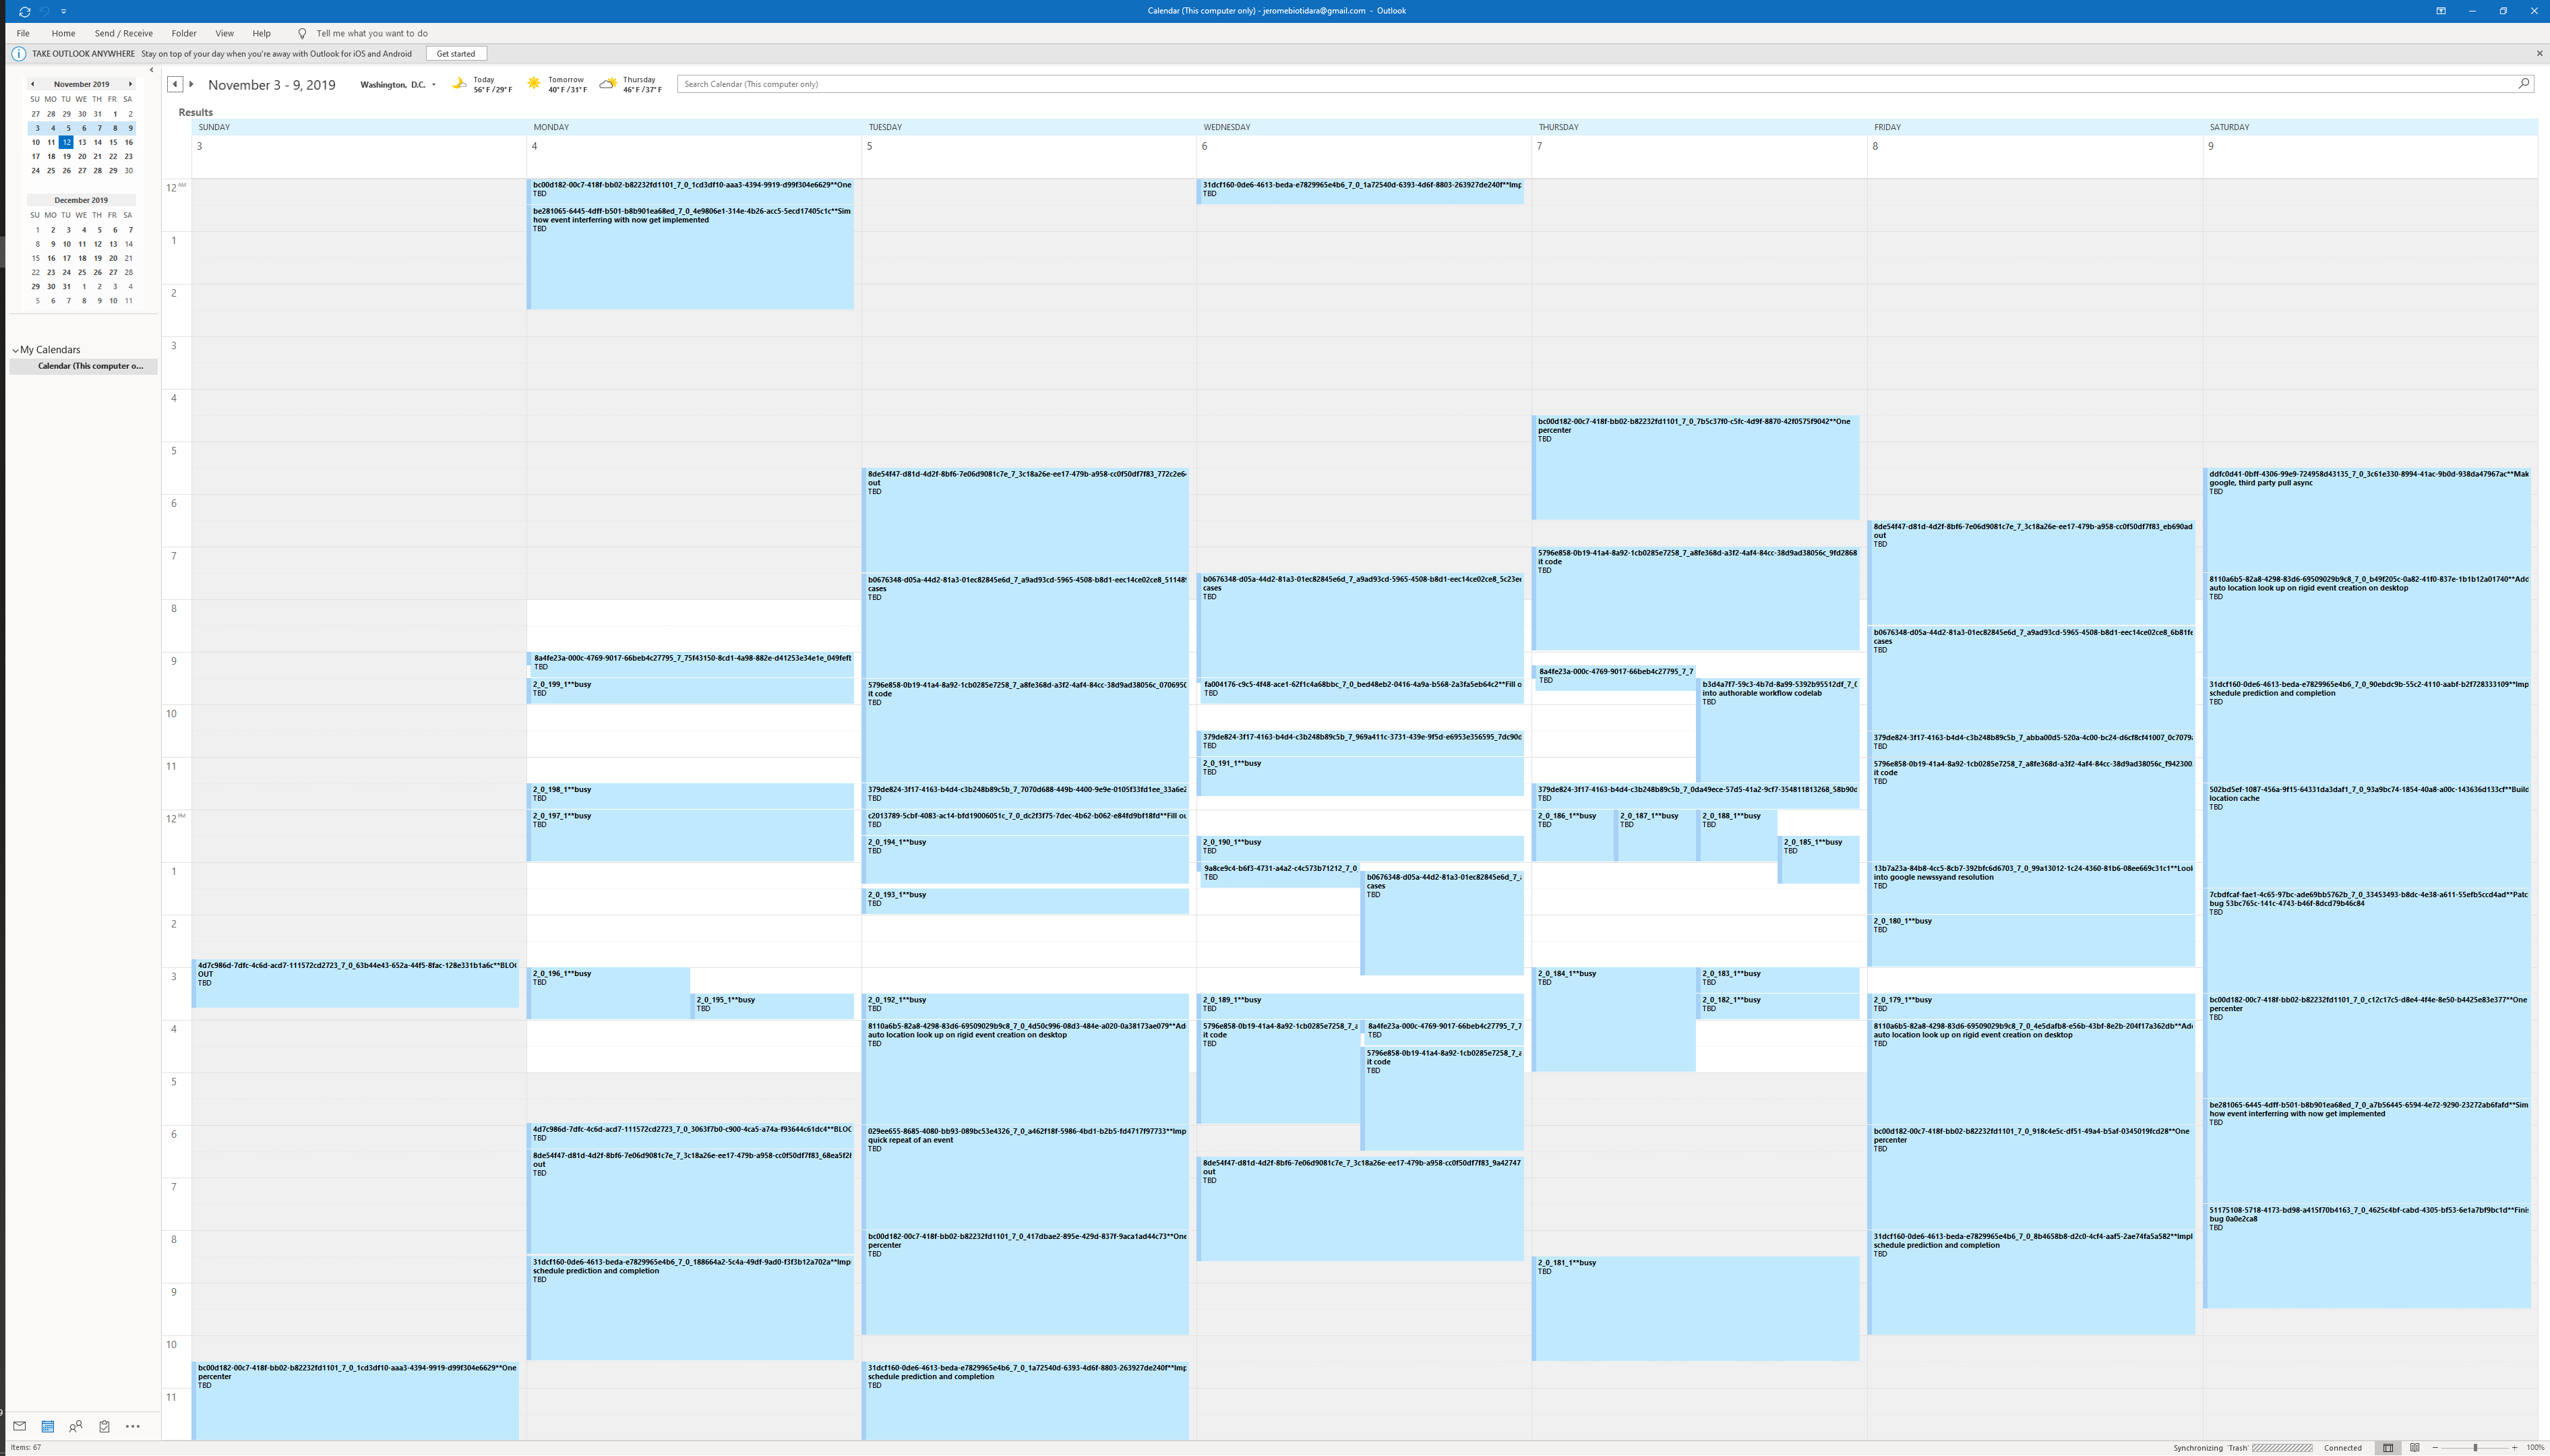 Calendar (This computer only) - jeromebiotidara@gmail.com - Outlook
File Home Send / Receive Folder View Help Tell me what you want to do
TAKE OUTLOOK ANYWHERE Stay on top of your day when you're away with Outlook for iOS and Android Get started
November 2019
SU MO TU WE TH FR SA
27 28 29 30 31 1 2
3 4 5 6 7 8 9
10 11 12 13 14 15 16
17 18 19 20 21 22 23
24 25 26 27 28 29 30
December 2019
SU MO TU WE TH FR SA
1 2 3 4 5 6 7
8 9 10 11 12 13 14
15 16 17 18 19 20 21
22 23 24 25 26 27 28
29 30 31 1 2 3 4
5 6 7 8 9 10 11
My Calendars
Calendar (This computer o...
November 3 - 9, 2019
Washington, D.C.
Today
56° F / 29° F
Tomorrow
40° F / 31° F
Thursday
46° F / 37° F
Search Calendar (This computer only)
Results
SUNDAY MONDAY TUESDAY WEDNESDAY THURSDAY FRIDAY SATURDAY
3 4 5 6 7 8 9
12 AM
1
2
3
4
5
6
7
8
9
10
11
12 PM
1
2
3
4
5
6
7
8
9
10
11
4d7c986d-7dfc-4c6d-acd7-111572cd2723_7_0_63b44e43-652a-44f5-8fac-128e331b1a6c**BLOC
OUT
TBD
bc00d182-00c7-418f-bb02-b82232fd1101_7_0_1cd3df10-aaa3-4394-9919-d99f304e6629**One
percenter
TBD
bc00d182-00c7-418f-bb02-b82232fd1101_7_0_1cd3df10-aaa3-4394-9919-d99f304e6629**One
TBD
be281065-6445-4dff-b501-b8b901ea68ed_7_0_4e9806e1-314e-4b26-acc5-5ecd17405c1c**Sim
how event interferring with now get implemented
TBD
8a4fe23a-000c-4769-9017-66beb4c27795_7_75f43150-8cd1-4a98-882e-d41253e34e1e_049fefb
TBD
2_0_199_1**busy
TBD
2_0_198_1**busy
TBD
2_0_197_1**busy
TBD
2_0_196_1**busy
TBD
2_0_195_1**busy
TBD
4d7c986d-7dfc-4c6d-acd7-111572cd2723_7_0_3063f7b0-c900-4ca5-a74a-f93644c61dc4**BLOC
TBD
8de54f47-d81d-4d2f-8bf6-7e06d9081c7e_7_3c18a26e-ee17-479b-a958-cc0f50df7f83_68ea5f28
out
TBD
31dcf160-0de6-4613-beda-e7829965e4b6_7_0_188664a2-5c4a-49df-9ad0-f3f3b12a702a**Imp
schedule prediction and completion
TBD
8de54f47-d81d-4d2f-8bf6-7e06d9081c7e_7_3c18a26e-ee17-479b-a958-cc0f50df7f83_772c2e6
out
TBD
b0676348-d05a-44d2-81a3-01ec82845e6d_7_a9ad93cd-5965-4508-b8d1-eec14ce02ce8_51148
cases
TBD
5796e858-0b19-41a4-8a92-1cb0285e7258_7_a8fe368d-a3f2-4af4-84cc-38d9ad38056c_070695
it code
TBD
379de824-3f17-4163-b4d4-c3b248b89c5b_7_7070d688-449b-4400-9e9e-0105f33fd1ee_33a6e2
TBD
c2013789-5cbf-4083-ac14-bfd19006051c_7_0_dc2f3f75-7dec-4b62-b062-e84fd9bf18fd**Fill ou
TBD
2_0_194_1**busy
TBD
2_0_193_1**busy
TBD
2_0_192_1**busy
TBD
8110a6b5-82a8-4298-83d6-69509029b9c8_7_0_4d50c996-08d3-484e-a020-0a38173ae079**Ad
auto location look up on rigid event creation on desktop
TBD
029ee655-8685-4080-bb93-089bc53e4326_7_0_a462f18f-5986-4bd1-b2b5-fd4717f97733**Imp
quick repeat of an event
TBD
bc00d182-00c7-418f-bb02-b82232fd1101_7_0_417dbae2-895e-429d-837f-9aca1ad44c73**One
percenter
TBD
31dcf160-0de6-4613-beda-e7829965e4b6_7_0_1a72540d-6393-4d6f-8803-263927de240f**Imp
schedule prediction and completion
TBD
31dcf160-0de6-4613-beda-e7829965e4b6_7_0_1a72540d-6393-4d6f-8803-263927de240f**Imp
TBD
b0676348-d05a-44d2-81a3-01ec82845e6d_7_a9ad93cd-5965-4508-b8d1-eec14ce02ce8_5c23e
cases
TBD
fa004176-c9c5-4f48-ace1-62f1c4a68bbc_7_0_bed48eb2-0416-4a9a-b568-2a3fa5eb64c2**Fill o
TBD
379de824-3f17-4163-b4d4-c3b248b89c5b_7_969a411c-3731-439e-9f5d-e6953e356595_7dc90d
TBD
2_0_191_1**busy
TBD
2_0_190_1**busy
TBD
9a8ce9c4-b6f3-4731-a4a2-c4c573b71212_7_0
TBD
b0676348-d05a-44d2-81a3-01ec82845e6d_7_
cases
TBD
2_0_189_1**busy
TBD
5796e858-0b19-41a4-8a92-1cb0285e7258_7_a
it code
TBD
8a4fe23a-000c-4769-9017-66beb4c27795_7_7
TBD
5796e858-0b19-41a4-8a92-1cb0285e7258_7_a
it code
TBD
8de54f47-d81d-4d2f-8bf6-7e06d9081c7e_7_3c18a26e-ee17-479b-a958-cc0f50df7f83_9a42747
out
TBD
bc00d182-00c7-418f-bb02-b82232fd1101_7_0_7b5c37f0-c5fc-4d9f-8870-42f0575f9042**One
percenter
TBD
5796e858-0b19-41a4-8a92-1cb0285e7258_7_a8fe368d-a3f2-4af4-84cc-38d9ad38056c_9fd2868
it code
TBD
8a4fe23a-000c-4769-9017-66beb4c27795_7_7
TBD
b3d4a7f7-59c3-4b7d-8a99-5392b95512df_7_0
into authorable workflow codelab
TBD
379de824-3f17-4163-b4d4-c3b248b89c5b_7_0da49ece-57d5-41a2-9cf7-354811813268_58b90d
TBD
2_0_186_1**busy
TBD
2_0_187_1**busy
TBD
2_0_188_1**busy
TBD
2_0_185_1**busy
TBD
2_0_184_1**busy
TBD
2_0_183_1**busy
2_0_182_1**busy
TBD
2_0_181_1**busy
TBD
8de54f47-d81d-4d2f-8bf6-7e06d9081c7e_7_3c18a26e-ee17-479b-a958-cc0f50df7f83_eb690ad
out
TBD
b0676348-d05a-44d2-81a3-01ec82845e6d_7_a9ad93cd-5965-4508-b8d1-eec14ce02ce8_6b81fe
cases
TBD
379de824-3f17-4163-b4d4-c3b248b89c5b_7_abba00d5-520a-4c00-bc24-d6cf8cf41007_0c7079
TBD
5796e858-0b19-41a4-8a92-1cb0285e7258_7_a8fe368d-a3f2-4af4-84cc-38d9ad38056c_f942300
it code
TBD
13b7a23a-84b8-4cc5-8cb7-392bfc6d6703_7_0_99a13012-1c24-4360-81b6-08ee669c31c1**Look
into google newssyand resolution
TBD
2_0_180_1**busy
TBD
2_0_179_1**busy
TBD
8110a6b5-82a8-4298-83d6-69509029b9c8_7_0_4e5dafb8-e56b-43bf-8e2b-204f17a362db**Ad
auto location look up on rigid event creation on desktop
TBD
bc00d182-00c7-418f-bb02-b82232fd1101_7_0_918c4e5c-df51-49a4-b5af-0345019fcd28**One
percenter
TBD
31dcf160-0de6-4613-beda-e7829965e4b6_7_0_8b4658b8-d2c0-4cf4-aaf5-2ae74fa5a582**Impl
schedule prediction and completion
TBD
ddfc0d41-0bff-4306-99e9-724958d43135_7_0_3c61e330-8994-41ac-9b0d-938da47967ac**Mak
google, third party pull async
TBD
8110a6b5-82a8-4298-83d6-69509029b9c8_7_0_b49f205c-0a82-41f0-837e-1b1b12a01740**Add
auto location look up on rigid event creation on desktop
TBD
31dcf160-0de6-4613-beda-e7829965e4b6_7_0_90ebdc9b-55c2-4110-aabf-b2f728333109**Imp
schedule prediction and completion
TBD
502bd5ef-1087-456a-9f15-64331da3daf1_7_0_93a9bc74-1854-40a8-a00c-143636d133cf**Build
location cache
TBD
7cbdfcaf-fae1-4c65-97bc-ade69bb5762b_7_0_33453493-b8dc-4e38-a611-55efb5ccd4ad**Patc
bug 53bc765c-141c-4743-b46f-8dcd79b46c84
TBD
bc00d182-00c7-418f-bb02-b82232fd1101_7_0_c12c17c5-d8e4-4f4e-8e50-b4425e83e377**One
percenter
TBD
be281065-6445-4dff-b501-b8b901ea68ed_7_0_a7b56445-6594-4e72-9290-23272ab6fafd**Sim
how event interferring with now get implemented
TBD
51175108-5718-4173-bd98-a415f70b4163_7_0_4625c4bf-cabd-4305-bf53-6e1a7bf9bc1d**Finis
bug 0a0e2ca8
TBD
Items: 67
Synchronizing 'Trash' Connected 100%